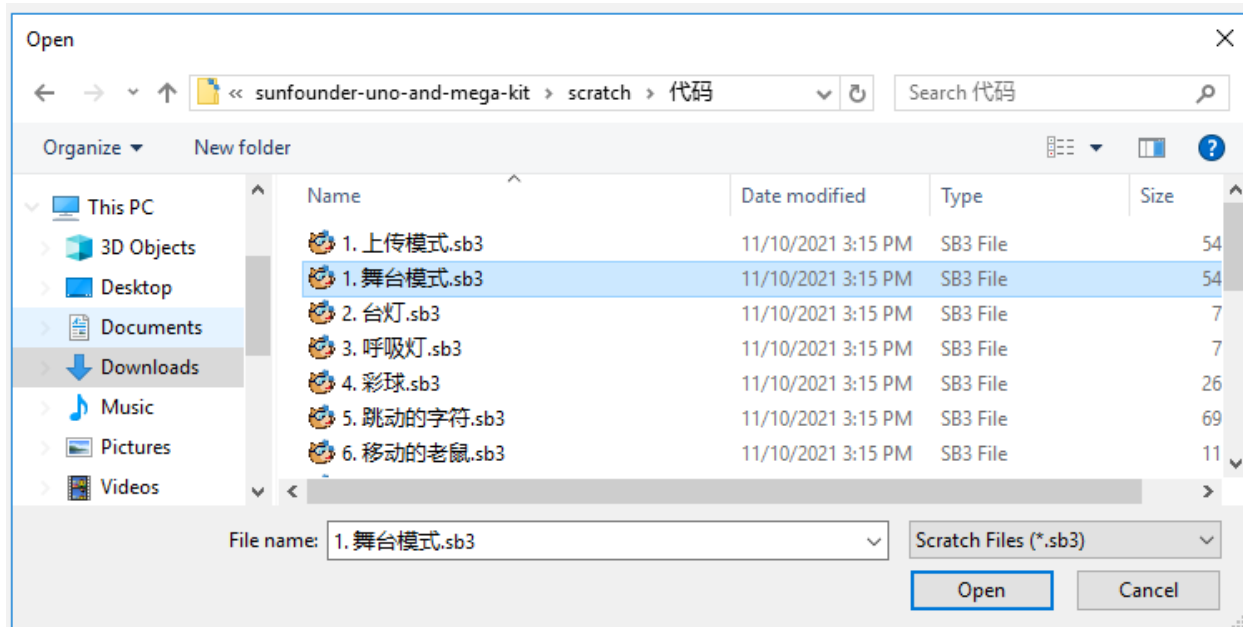 Open
« sunfounder-uno-and-mega-kit › scratch › 代码
Search 代码
Organize
New folder
This PC
3D Objects
Desktop
Documents
Downloads
Music
Pictures
Videos
Name Date modified Type Size
1. 上传模式.sb3 11/10/2021 3:15 PM SB3 File 54
1. 舞台模式.sb3 11/10/2021 3:15 PM SB3 File 54
2. 台灯.sb3 11/10/2021 3:15 PM SB3 File 7
3. 呼吸灯.sb3 11/10/2021 3:15 PM SB3 File 7
4. 彩球.sb3 11/10/2021 3:15 PM SB3 File 26
5. 跳动的字符.sb3 11/10/2021 3:15 PM SB3 File 69
6. 移动的老鼠.sb3 11/10/2021 3:15 PM SB3 File 11
File name: 1. 舞台模式.sb3
Scratch Files (*.sb3)
Open
Cancel